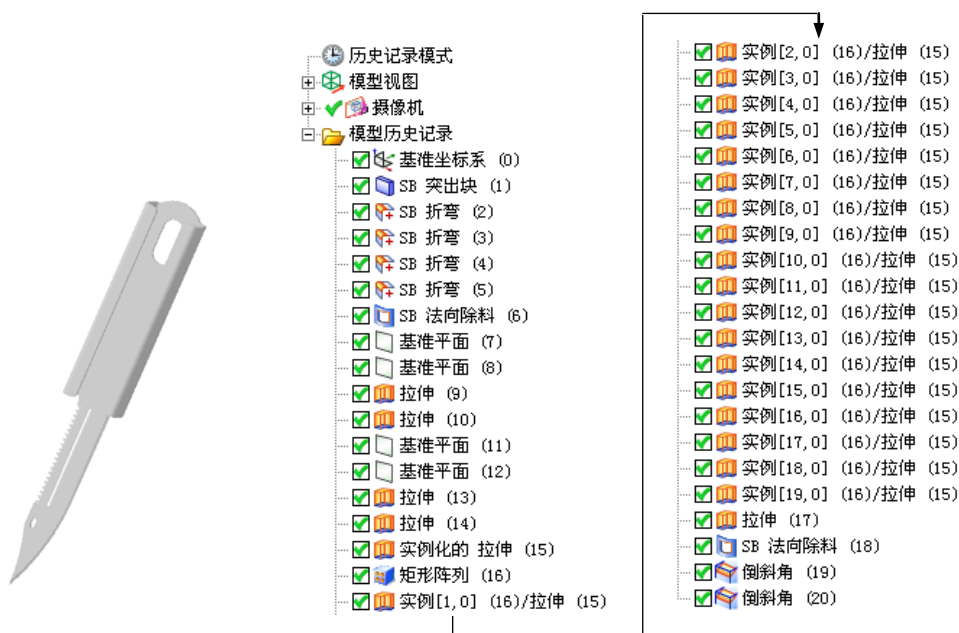 历史记录模式
模型视图
摄像机
模型历史记录
基准坐标系 (0)
SB 突出块 (1)
SB 折弯 (2)
SB 折弯 (3)
SB 折弯 (4)
SB 折弯 (5)
SB 法向除料 (6)
基准平面 (7)
基准平面 (8)
拉伸 (9)
拉伸 (10)
基准平面 (11)
基准平面 (12)
拉伸 (13)
拉伸 (14)
实例化的 拉伸 (15)
矩形阵列 (16)
实例[1,0] (16)/拉伸 (15)
实例[2,0] (16)/拉伸 (15)
实例[3,0] (16)/拉伸 (15)
实例[4,0] (16)/拉伸 (15)
实例[5,0] (16)/拉伸 (15)
实例[6,0] (16)/拉伸 (15)
实例[7,0] (16)/拉伸 (15)
实例[8,0] (16)/拉伸 (15)
实例[9,0] (16)/拉伸 (15)
实例[10,0] (16)/拉伸 (15)
实例[11,0] (16)/拉伸 (15)
实例[12,0] (16)/拉伸 (15)
实例[13,0] (16)/拉伸 (15)
实例[14,0] (16)/拉伸 (15)
实例[15,0] (16)/拉伸 (15)
实例[16,0] (16)/拉伸 (15)
实例[17,0] (16)/拉伸 (15)
实例[18,0] (16)/拉伸 (15)
实例[19,0] (16)/拉伸 (15)
拉伸 (17)
SB 法向除料 (18)
倒斜角 (19)
倒斜角 (20)